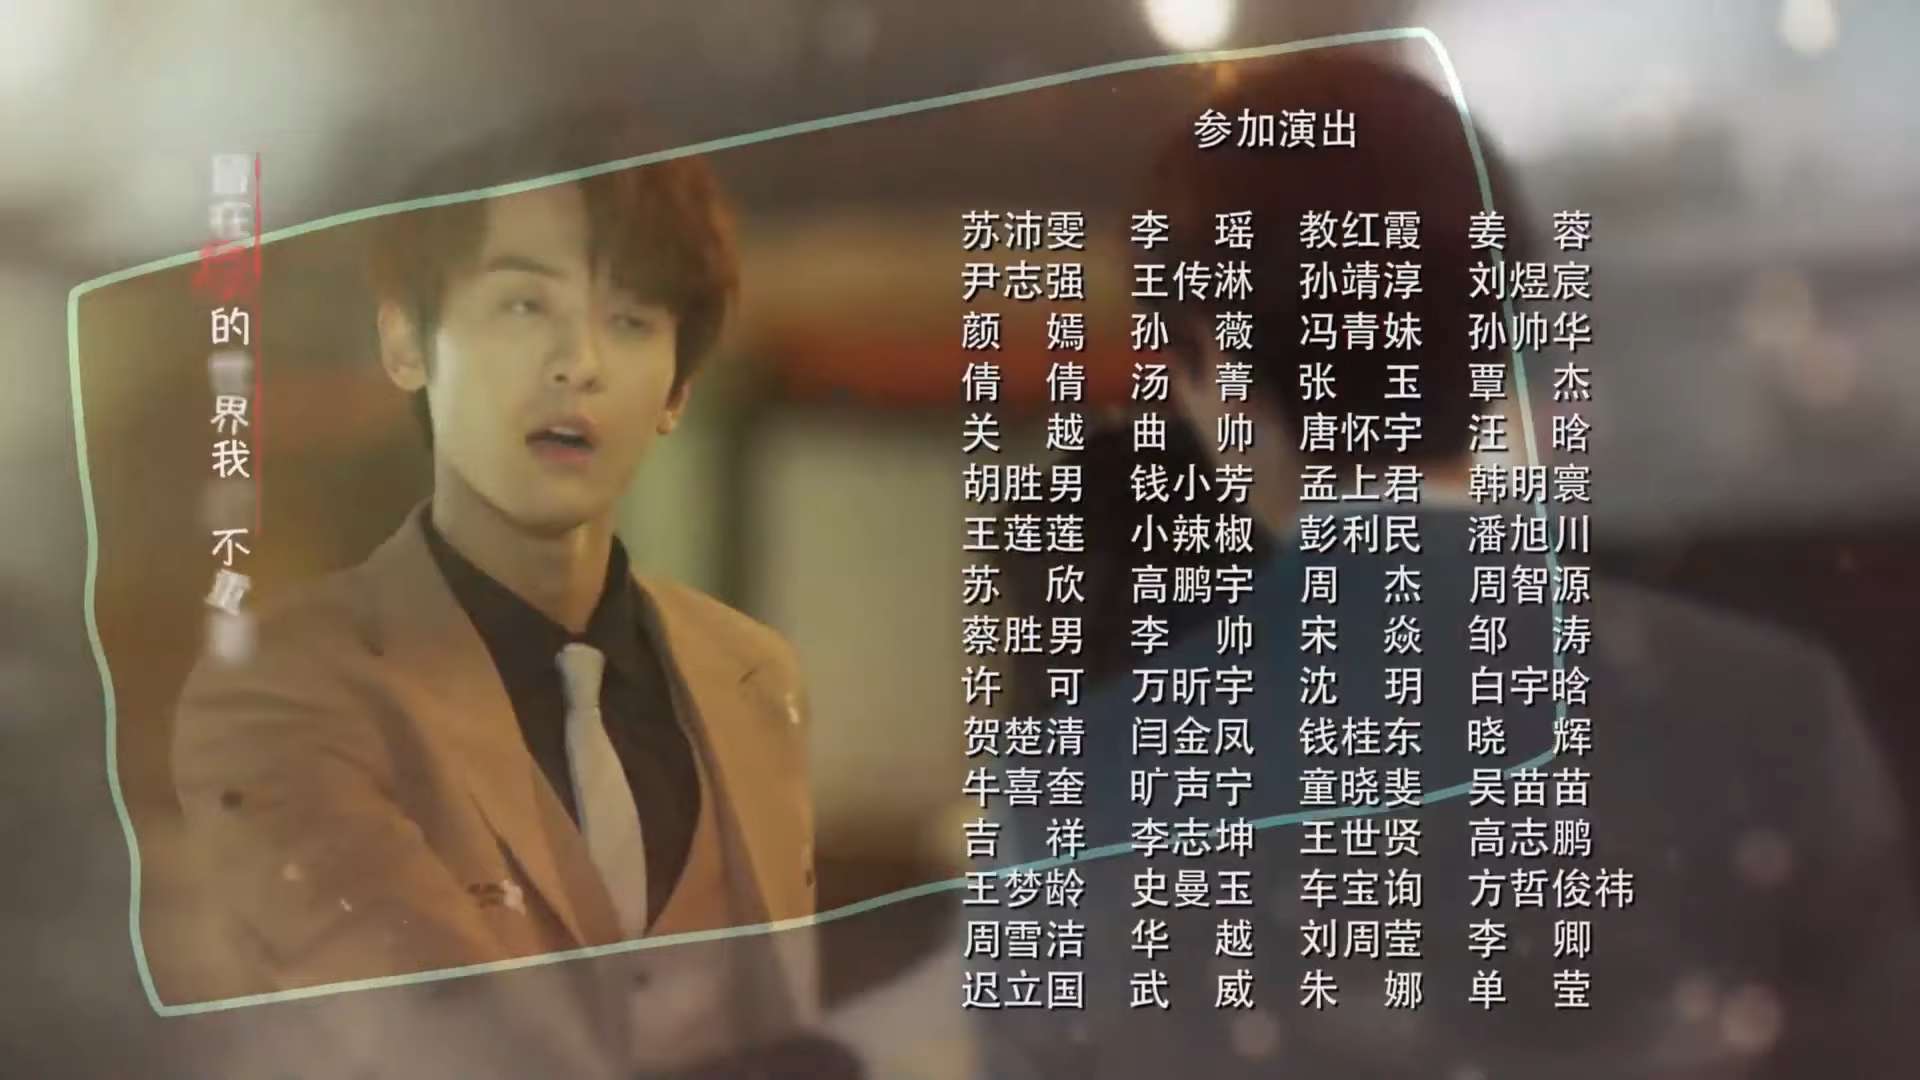 参加演出
苏沛雯 李瑶 教红霞 姜蓉
尹志强 王传淋 孙靖淳 刘煜宸
颜嫣 孙薇 冯青妹 孙帅华
倩倩 汤菁 张玉 覃杰
关越 曲帅 唐怀宇 汪晗
胡胜男 钱小芳 孟上君 韩明寰
王莲莲 小辣椒 彭利民 潘旭川
苏欣 高鹏宇 周杰 周智源
蔡胜男 李帅 宋焱 邹涛
许可 万昕宇 沈玥 白宇晗
贺楚清 闫金凤 钱桂东 晓辉
牛喜奎 旷声宁 童晓斐 吴苗苗
吉祥 李志坤 王世贤 高志鹏
王梦龄 史曼玉 车宝询 方哲俊祎
周雪洁 华越 刘周莹 李卿
迟立国 武威 朱娜 单莹
的
界我
不